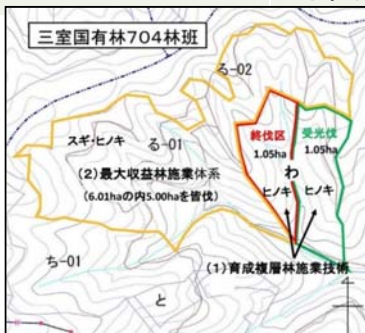 三室国有林704林班
る-02
スギ・ヒノキ
る-01
終伐区
1.05ha
受光伐
1.05ha
わ
ヒノキ
ヒノキ
(2)最大収益林施業体系
(6.01haの内5.00haを皆伐)
(1)育成複層林施業技術
ち-01
と